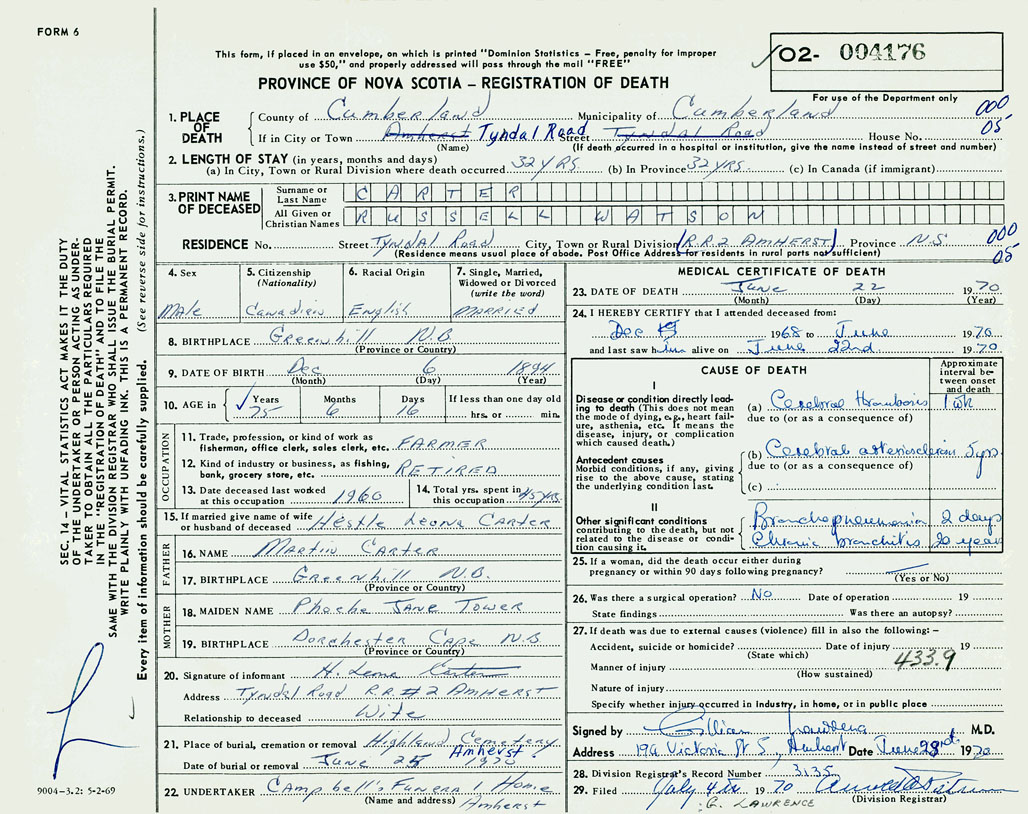 FORM 6
This form, if placed in an envelope, on which is printed "Dominion Statistics – Free, penalty for improper
use $50," and properly addressed will pass through the mail "FREE"
PROVINCE OF NOVA SCOTIA – REGISTRATION OF DEATH
02- 004176
For use of the Department only
1. PLACE OF DEATH
County of Cumberland Municipality of Cumberland 000
If in City or Town Amherst Tyndal Road Street Tyndal Road House No. 05
(Name) (If death occurred in a hospital or institution, give the name instead of street and number)
2. LENGTH OF STAY (in years, months and days)
(a) In City, Town or Rural Division where death occurred 32 YRS (b) In Province 32 YRS. (c) In Canada (if immigrant)
3. PRINT NAME OF DECEASED
Surname or Last Name CARTER
All Given or Christian Names RUSSELL WATSON
RESIDENCE No. Street Tyndal Road City, Town or Rural Division (R.R.2 AMHERST) Province N.S. 000
(Residence means usual place of abode. Post Office Address for residents in rural parts not sufficient) 05
4. Sex
Male
5. Citizenship
(Nationality)
Canadian
6. Racial Origin
English
7. Single, Married,
Widowed or Divorced
(write the word)
MARRIED
8. BIRTHPLACE Greenhill N.B.
(Province or Country)
9. DATE OF BIRTH Dec 6 1894
(Month) (Day) (Year)
10. AGE in Years Months Days If less than one day old
75 6 16 hrs. or min.
OCCUPATION
11. Trade, profession, or kind of work as
fisherman, office clerk, sales clerk, etc. FARMER
12. Kind of industry or business, as fishing,
bank, grocery store, etc. RETIRED
13. Date deceased last worked
at this occupation 1960
14. Total yrs. spent in
this occupation 45 YRS.
15. If married give name of wife
or husband of deceased Hestle Leona Carter
FATHER
16. NAME Martin Carter
17. BIRTHPLACE Greenhill N.B.
(Province or Country)
MOTHER
18. MAIDEN NAME Phoebe Jane Tower
19. BIRTHPLACE Dorchester Cape N.B
(Province or Country)
20. Signature of informant H. Leona Carter
Address Tyndal Road R.R.#2 AMHERST
Relationship to deceased Wife
21. Place of burial, cremation or removal Highland Cemetery
Amherst
Date of burial or removal June 25 1970
22. UNDERTAKER Campbell's Funeral Home
(Name and address) Amherst
MEDICAL CERTIFICATE OF DEATH
23. DATE OF DEATH June 22 1970
(Month) (Day) (Year)
24. I HEREBY CERTIFY that I attended deceased from:
Dec 1968 to June 1970
and last saw him alive on June 22nd. 1970
CAUSE OF DEATH
Approximate interval between onset and death
I
Disease or condition directly leading to death (This does not mean the mode of dying, e.g., heart failure, asthenia, etc. It means the disease, injury, or complication which caused death.)
(a) Cerebral thrombosis 1 wk
due to (or as a consequence of)
Antecedent causes
Morbid conditions, if any, giving rise to the above cause, stating the underlying condition last.
(b) Cerebral arteriosclerosis 5 yrs
due to (or as a consequence of)
(c)
II
Other significant conditions
contributing to the death, but not related to the disease or condition causing it.
Bronchopneumonia 2 days
Chronic Bronchitis 20 years
25. If a woman, did the death occur either during
pregnancy or within 90 days following pregnancy?
(Yes or No)
26. Was there a surgical operation? No Date of operation 19
State findings Was there an autopsy?
27. If death was due to external causes (violence) fill in also the following: –
Accident, suicide or homicide? Date of injury 19
(State which)
433.9
Manner of injury
(How sustained)
Nature of injury
Specify whether injury occurred in industry, in home, or in public place
Signed by M.D.
Address 19A Victoria St S, Amherst Date June 23rd 1970
28. Division Registrar's Record Number 3135
29. Filed July 4th 1970
(Division Registrar)
G. LAWRENCE
SEC. 14 – VITAL STATISTICS ACT MAKES IT THE DUTY
OF THE UNDERTAKER OR PERSON ACTING AS UNDER-
TAKER TO OBTAIN ALL THE PARTICULARS REQUIRED
IN THE "REGISTRATION OF DEATH" AND TO FILE THE
SAME WITH THE DIVISION REGISTRAR WHO SHALL ISSUE THE BURIAL PERMIT.
WRITE PLAINLY WITH UNFADING INK. THIS IS A PERMANENT RECORD.
Every item of information should be carefully supplied. (See reverse side for instructions.)
9004-3.2: 5-2-69